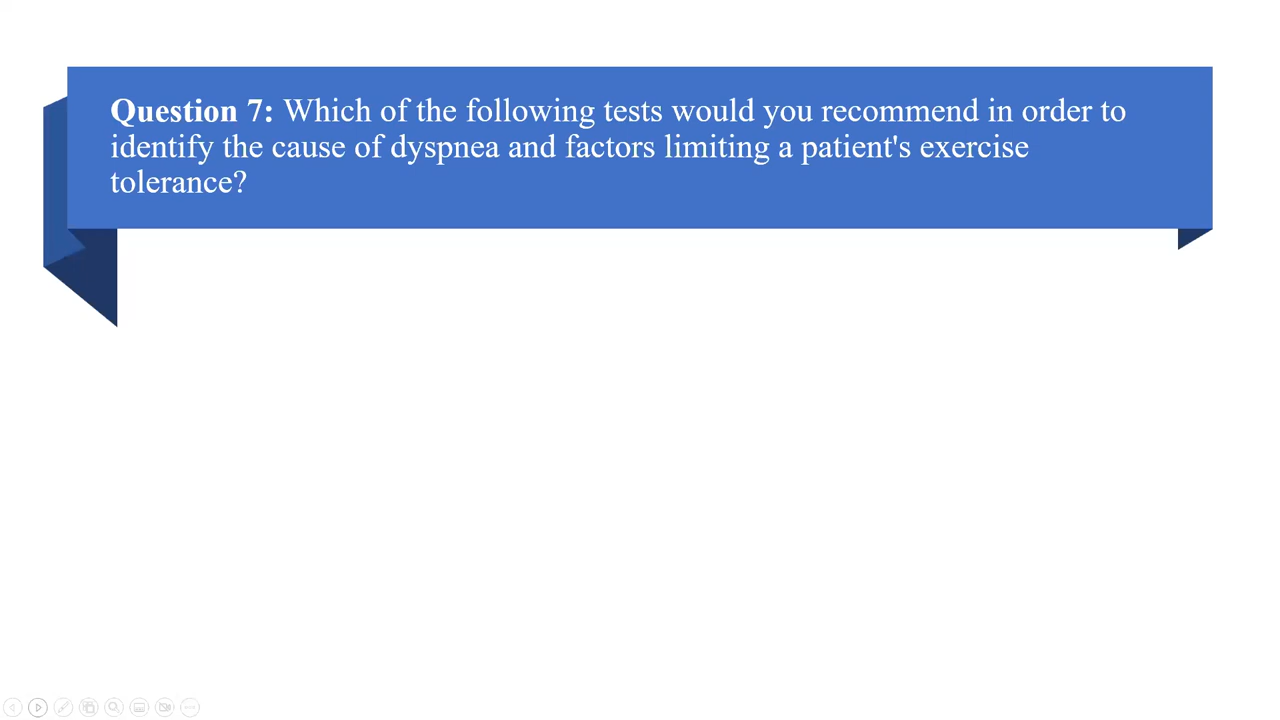 Question 7: Which of the following tests would you recommend in order to
identify the cause of dyspnea and factors limiting a patient's exercise
tolerance?